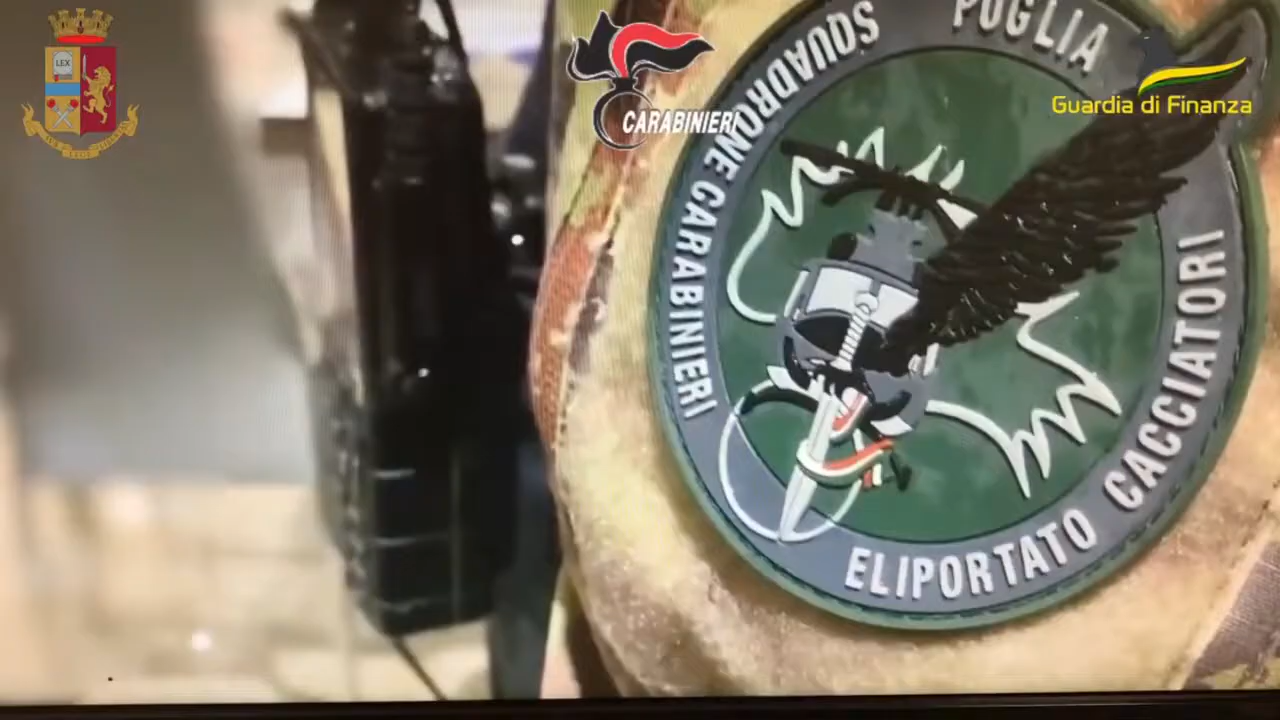 LEX
CARABINIERI
Guardia di Finanza
SQUADRONE CARABINIERI
ELIPORTATO CACCIATORI
PUGLIA